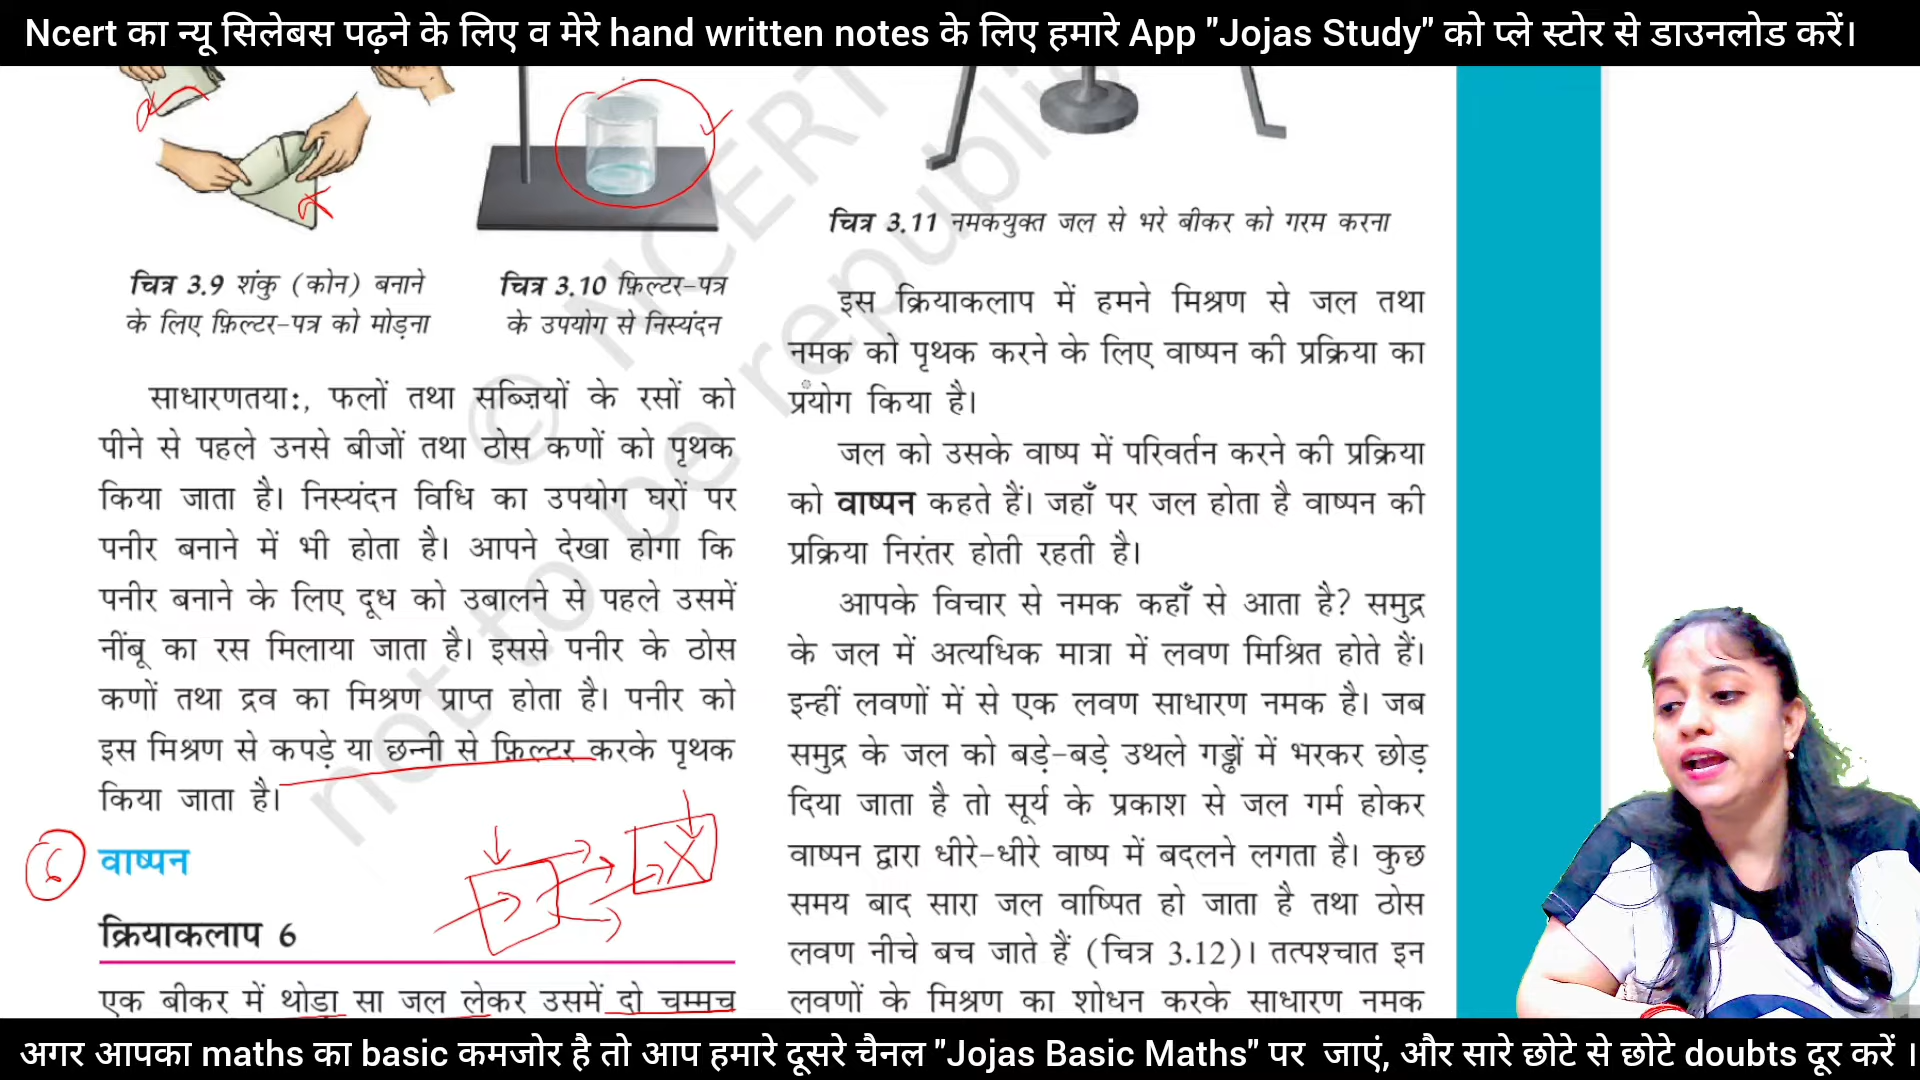 Ncert का न्यू सिलेबस पढ़ने के लिए व मेरे hand written notes के लिए हमारे App "Jojas Study" को प्ले स्टोर से डाउनलोड करें।
चित्र 3.9 शंकु (कोन) बनाने
के लिए फ़िल्टर-पत्र को मोड़ना
चित्र 3.10 फ़िल्टर-पत्र
के उपयोग से निस्यंदन
साधारणतया:, फलों तथा सब्ज़ियों के रसों को
पीने से पहले उनसे बीजों तथा ठोस कणों को पृथक
किया जाता है। निस्यंदन विधि का उपयोग घरों पर
पनीर बनाने में भी होता है। आपने देखा होगा कि
पनीर बनाने के लिए दूध को उबालने से पहले उसमें
नींबू का रस मिलाया जाता है। इससे पनीर के ठोस
कणों तथा द्रव का मिश्रण प्राप्त होता है। पनीर को
इस मिश्रण से कपड़े या छन्नी से फ़िल्टर करके पृथक
किया जाता है।
6 वाष्पन
क्रियाकलाप 6
एक बीकर में थोड़ा सा जल लेकर उसमें दो चम्मच
चित्र 3.11 नमकयुक्त जल से भरे बीकर को गरम करना
इस क्रियाकलाप में हमने मिश्रण से जल तथा
नमक को पृथक करने के लिए वाष्पन की प्रक्रिया का
प्रयोग किया है।
जल को उसके वाष्प में परिवर्तन करने की प्रक्रिया
को वाष्पन कहते हैं। जहाँ पर जल होता है वाष्पन की
प्रक्रिया निरंतर होती रहती है।
आपके विचार से नमक कहाँ से आता है? समुद्र
के जल में अत्यधिक मात्रा में लवण मिश्रित होते हैं।
इन्हीं लवणों में से एक लवण साधारण नमक है। जब
समुद्र के जल को बड़े-बड़े उथले गड्ढों में भरकर छोड़
दिया जाता है तो सूर्य के प्रकाश से जल गर्म होकर
वाष्पन द्वारा धीरे-धीरे वाष्प में बदलने लगता है। कुछ
समय बाद सारा जल वाष्पित हो जाता है तथा ठोस
लवण नीचे बच जाते हैं (चित्र 3.12)। तत्पश्चात इन
लवणों के मिश्रण का शोधन करके साधारण नमक
© NCERT
not to be republi
अगर आपका maths का basic कमजोर है तो आप हमारे दूसरे चैनल "Jojas Basic Maths" पर जाएं, और सारे छोटे से छोटे doubts दूर करें ।